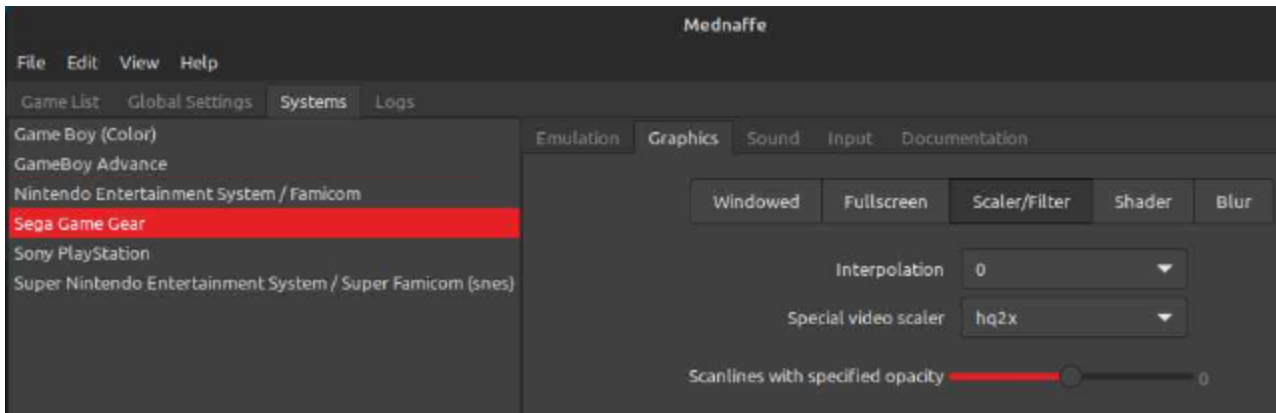 Mednaffe
File Edit View Help
Game List Global Settings Systems Logs
Game Boy (Color)
GameBoy Advance
Nintendo Entertainment System / Famicom
Sega Game Gear
Sony PlayStation
Super Nintendo Entertainment System / Super Famicom (snes)
Emulation Graphics Sound Input Documentation
Windowed Fullscreen Scaler/Filter Shader Blur
Interpolation 0
Special video scaler hq2x
Scanlines with specified opacity 0